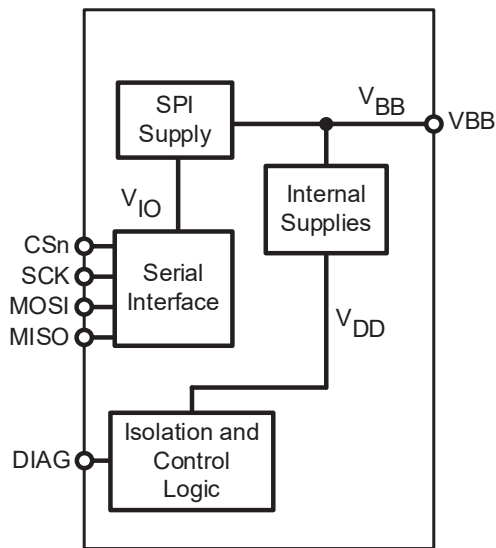 SPI
Supply
VBB
VBB
VIO
Internal
Supplies
CSn
SCK
MOSI
MISO
Serial
Interface
VDD
DIAG
Isolation and
Control
Logic